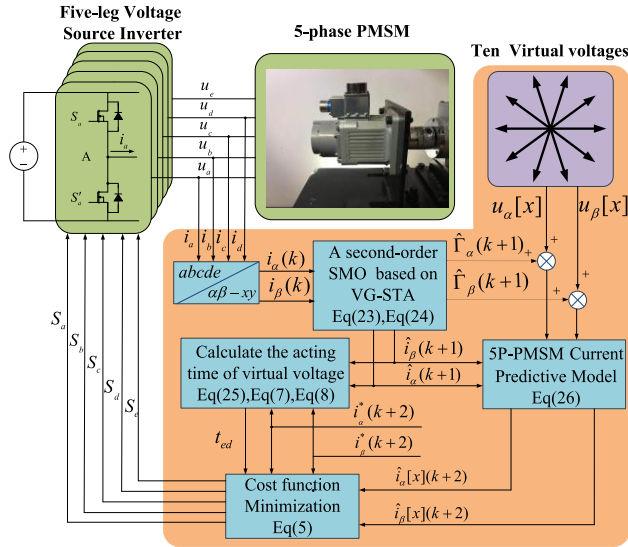 Five-leg Voltage
Source Inverter
5-phase PMSM
Ten Virtual voltages
S_a
A
i_a
S'_a
u_e
u_d
u_c
u_b
u_a
i_a
i_b
i_c
i_d
u_α[x]
u_β[x]
abcde
αβ−xy
i_α(k)
i_β(k)
A second-order
SMO based on
VG-STA
Eq(23),Eq(24)
Γ̂_α(k+1)
Γ̂_β(k+1)
+
+
+
+
S_a
S_b
S_c
S_d
S_e
Calculate the acting
time of virtual voltage
Eq(25),Eq(7),Eq(8)
î_β(k+1)
î_α(k+1)
5P-PMSM Current
Predictive Model
Eq(26)
t_ed
i*_α(k+2)
i*_β(k+2)
Cost function
Minimization
Eq(5)
î_α[x](k+2)
î_β[x](k+2)